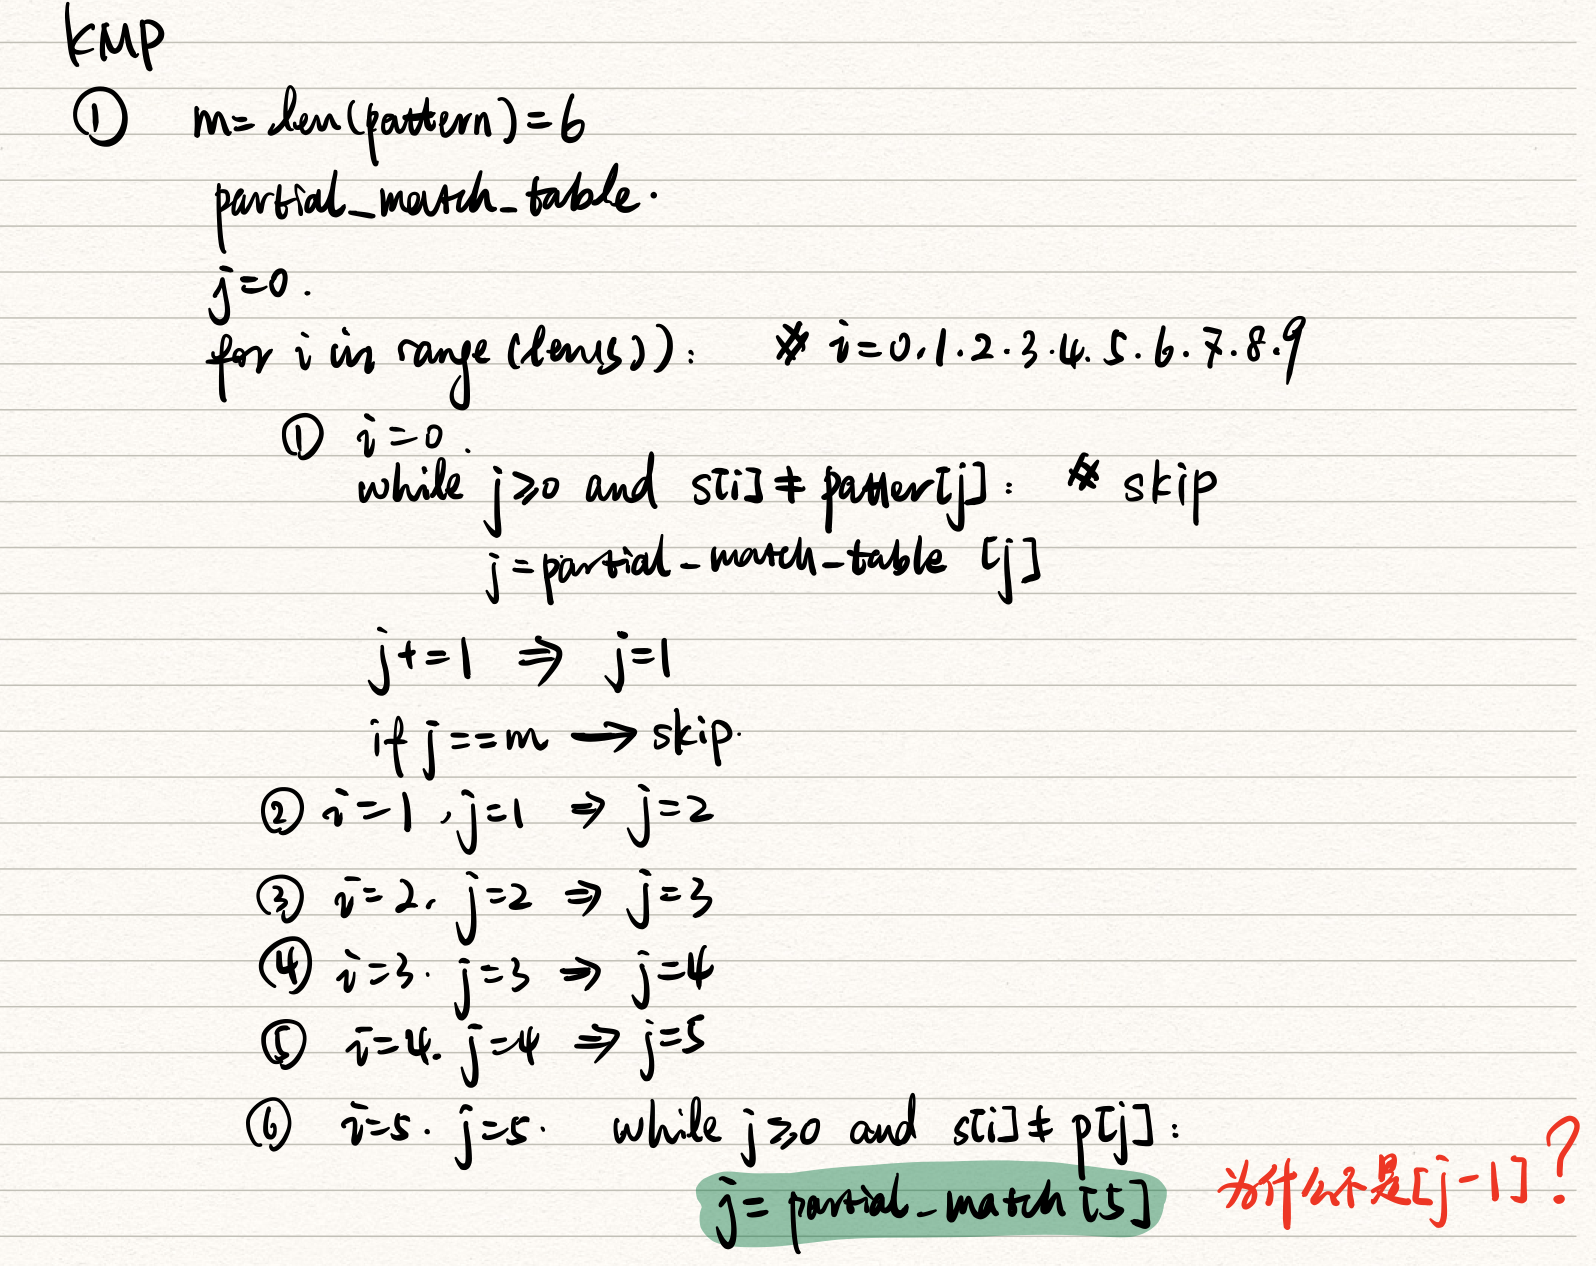 KMP
① m=len(pattern)=6
partial_match_table.
j=0.
for i in range(len(s)): # i=0.1.2.3.4.5.6.7.8.9
① i=0.
while j≥0 and s[i]≠patter[j]: # skip
j=partial_match_table [j]
j+=1 ⇒ j=1
if j==m → skip.
② i=1, j=1 ⇒ j=2
③ i=2, j=2 ⇒ j=3
④ i=3. j=3 ⇒ j=4
⑤ i=4. j=4 ⇒ j=5
⑥ i=5. j=5. while j≥0 and s[i]≠p[j]:
j=partial_match[5] 为什么不是[j-1]?